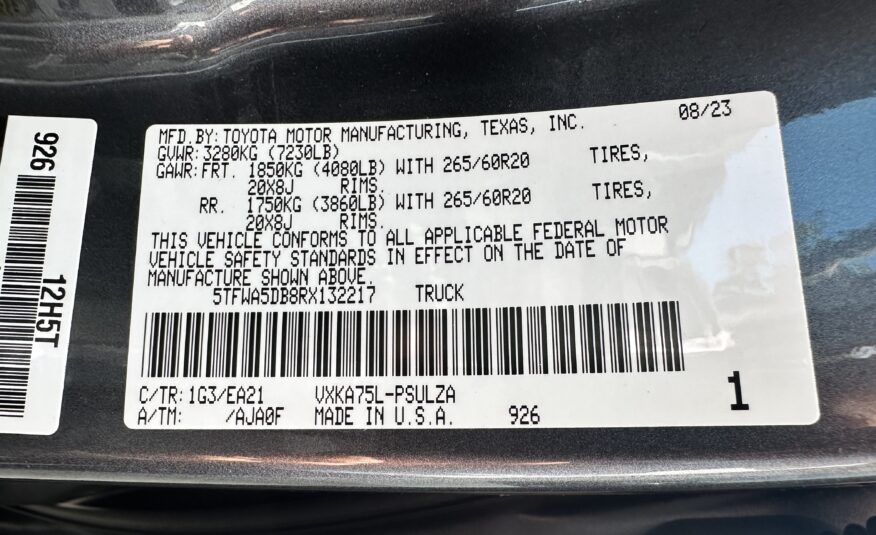 926
12H5T
MFD. BY: TOYOTA MOTOR MANUFACTURING, TEXAS, INC. 08/23
GVWR: 3280KG (7230LB)
GAWR: FRT. 1850KG (4080LB) WITH 265/60R20 TIRES,
20X8J RIMS.
RR. 1750KG (3860LB) WITH 265/60R20 TIRES,
20X8J RIMS.
THIS VEHICLE CONFORMS TO ALL APPLICABLE FEDERAL MOTOR
VEHICLE SAFETY STANDARDS IN EFFECT ON THE DATE OF
MANUFACTURE SHOWN ABOVE.
5TFWA5DB8RX132217 TRUCK
C/TR: 1G3/EA21 VXKA75L-PSULZA
A/TM: /AJA0F MADE IN U.S.A. 926
1